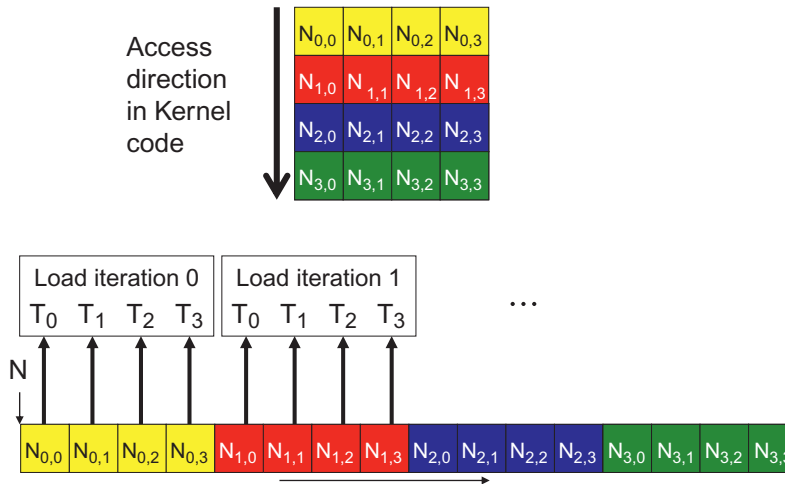 Access direction in Kernel code
N0,0 N0,1 N0,2 N0,3
N1,0 N1,1 N1,2 N1,3
N2,0 N2,1 N2,2 N2,3
N3,0 N3,1 N3,2 N3,3
Load iteration 0
T0 T1 T2 T3
Load iteration 1
T0 T1 T2 T3
...
N
N0,0 N0,1 N0,2 N0,3 N1,0 N1,1 N1,2 N1,3 N2,0 N2,1 N2,2 N2,3 N3,0 N3,1 N3,2 N3,3